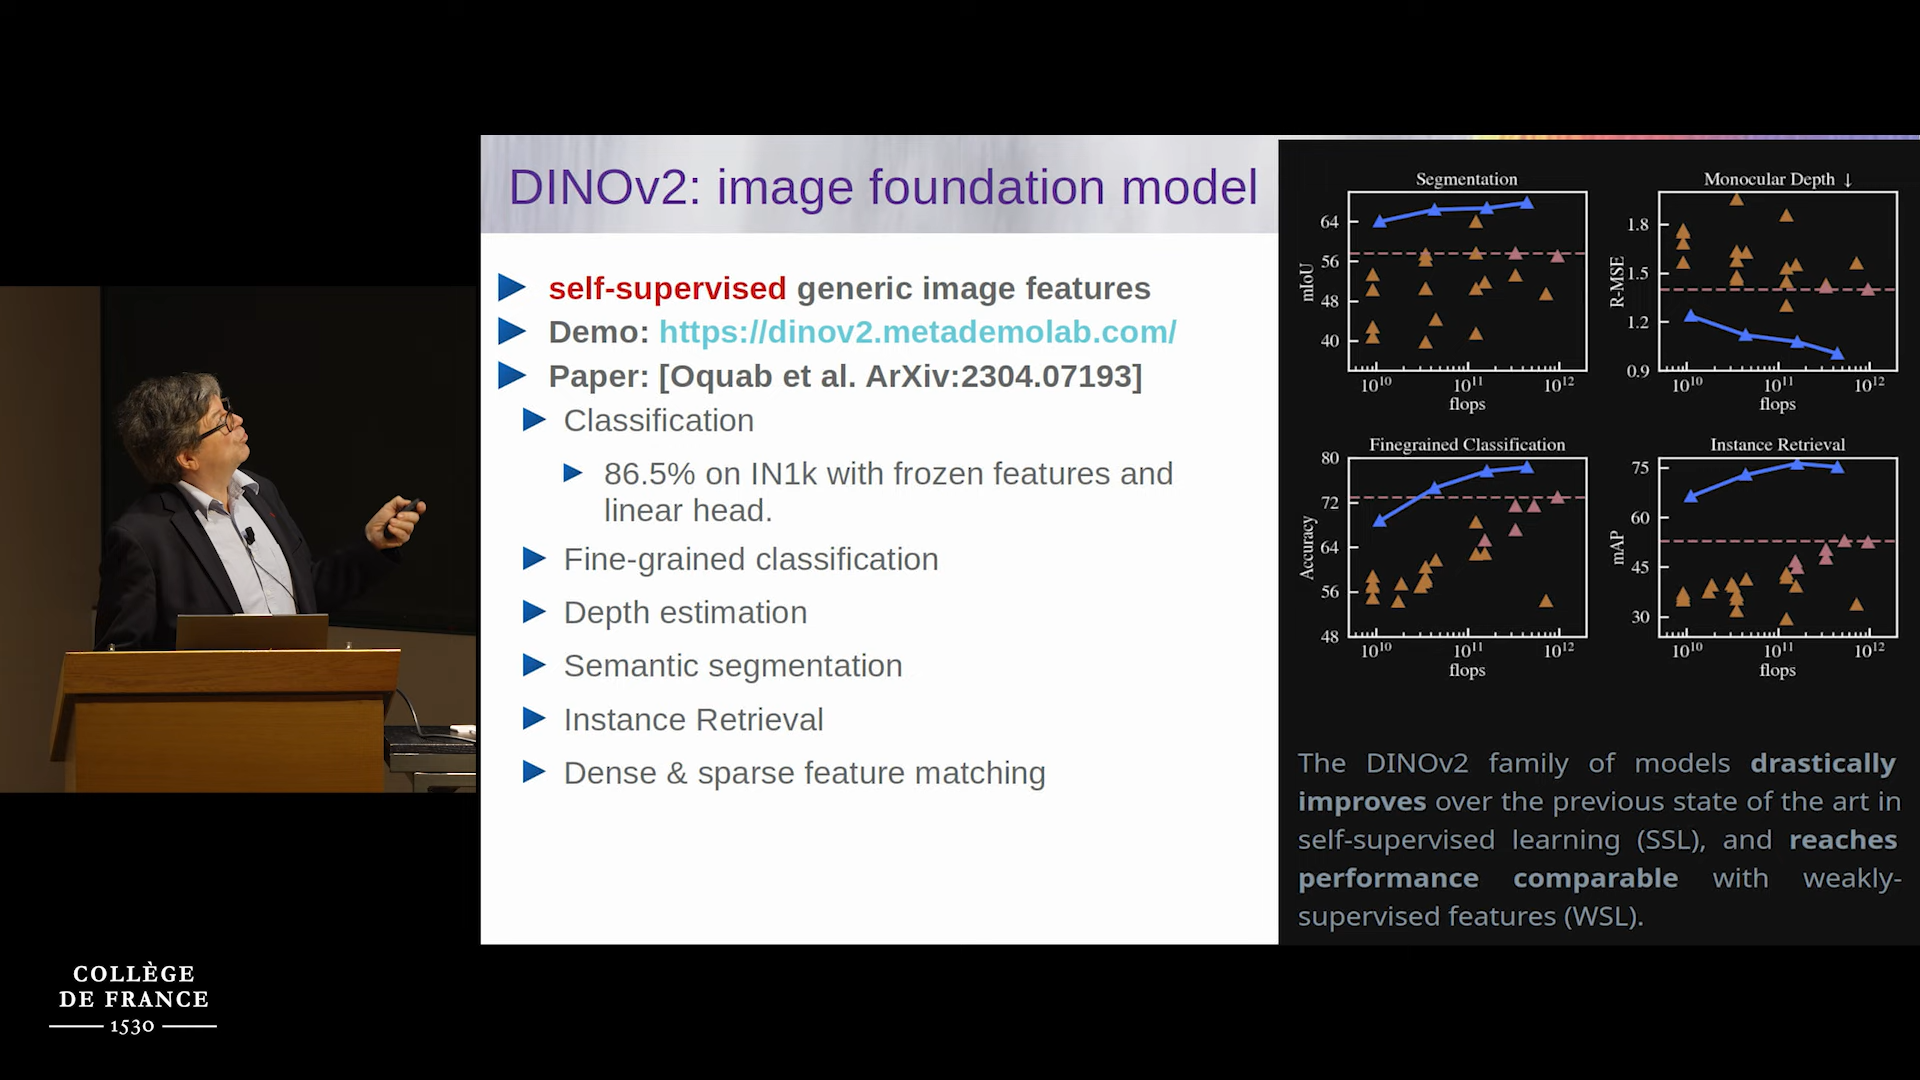 DINOv2: image foundation model
self-supervised generic image features
Demo: https://dinov2.metademolab.com/
Paper: [Oquab et al. ArXiv:2304.07193]
Classification
86.5% on IN1k with frozen features and
linear head.
Fine-grained classification
Depth estimation
Semantic segmentation
Instance Retrieval
Dense & sparse feature matching
Segmentation
mIoU
64
56
48
40
10¹⁰ 10¹¹ 10¹²
flops
Monocular Depth ↓
R-MSE
1.8
1.5
1.2
0.9
10¹⁰ 10¹¹ 10¹²
flops
Finegrained Classification
Accuracy
80
72
64
56
48
10¹⁰ 10¹¹ 10¹²
flops
Instance Retrieval
mAP
75
60
45
30
10¹⁰ 10¹¹ 10¹²
flops
The DINOv2 family of models drastically
improves over the previous state of the art in
self-supervised learning (SSL), and reaches
performance comparable with weakly-
supervised features (WSL).
COLLÈGE
DE FRANCE
1530